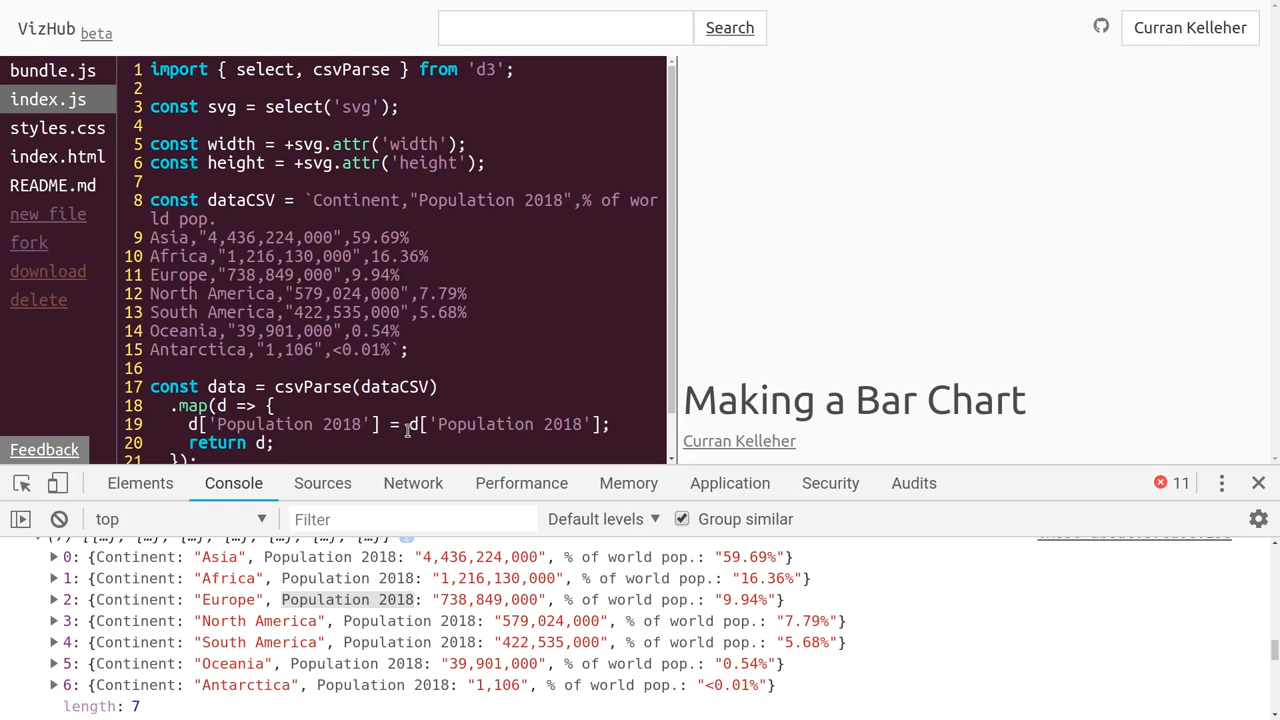 VizHub beta
Search
Curran Kelleher
bundle.js
index.js
styles.css
index.html
README.md
new file
fork
download
delete
Feedback
1 import { select, csvParse } from 'd3';
2
3 const svg = select('svg');
4
5 const width = +svg.attr('width');
6 const height = +svg.attr('height');
7
8 const dataCSV = `Continent,"Population 2018",% of wor
ld pop.
9 Asia,"4,436,224,000",59.69%
10 Africa,"1,216,130,000",16.36%
11 Europe,"738,849,000",9.94%
12 North America,"579,024,000",7.79%
13 South America,"422,535,000",5.68%
14 Oceania,"39,901,000",0.54%
15 Antarctica,"1,106",<0.01%`;
16
17 const data = csvParse(dataCSV)
18 .map(d => {
19 d['Population 2018'] = d['Population 2018'];
20 return d;
21 });
Making a Bar Chart
Curran Kelleher
Elements Console Sources Network Performance Memory Application Security Audits 11
top Filter Default levels Group similar
0: {Continent: "Asia", Population 2018: "4,436,224,000", % of world pop.: "59.69%"}
1: {Continent: "Africa", Population 2018: "1,216,130,000", % of world pop.: "16.36%"}
2: {Continent: "Europe", Population 2018: "738,849,000", % of world pop.: "9.94%"}
3: {Continent: "North America", Population 2018: "579,024,000", % of world pop.: "7.79%"}
4: {Continent: "South America", Population 2018: "422,535,000", % of world pop.: "5.68%"}
5: {Continent: "Oceania", Population 2018: "39,901,000", % of world pop.: "0.54%"}
6: {Continent: "Antarctica", Population 2018: "1,106", % of world pop.: "<0.01%"}
length: 7